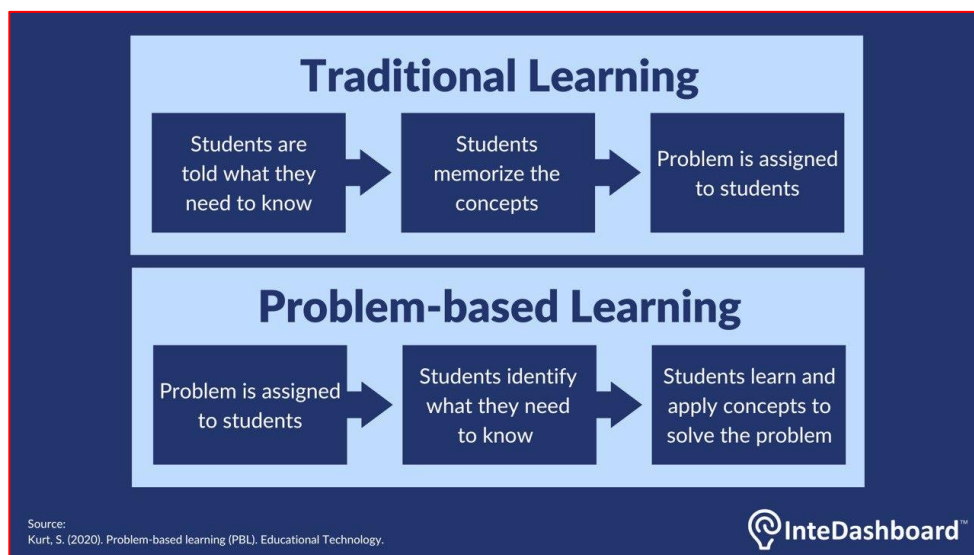 Traditional Learning
Students are
told what they
need to know
Students
memorize the
concepts
Problem is assigned
to students
Problem-based Learning
Problem is assigned
to students
Students identify
what they need
to know
Students learn and
apply concepts to
solve the problem
Source:
Kurt, S. (2020). Problem-based learning (PBL). Educational Technology.
InteDashboard™